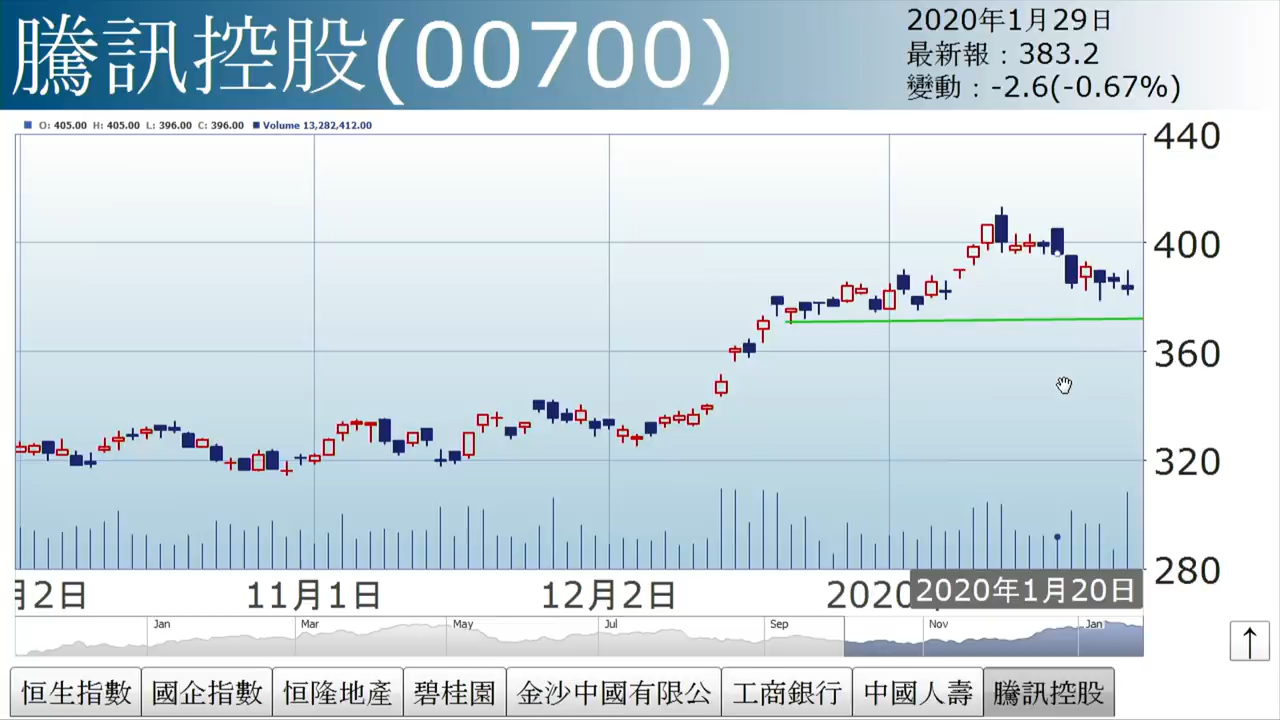 騰訊控股(00700)
2020年1月29日
最新報：383.2
變動：-2.6(-0.67%)
O: 405.00 H: 405.00 L: 396.00 C: 396.00 Volume 13,282,412.00
440
400
360
320
280
月2日 11月1日 12月2日 2020 2020年1月20日
Jan Mar May Jul Sep Nov Jan
↑
恒生指數 國企指數 恒隆地產 碧桂園 金沙中國有限公 工商銀行 中國人壽 騰訊控股